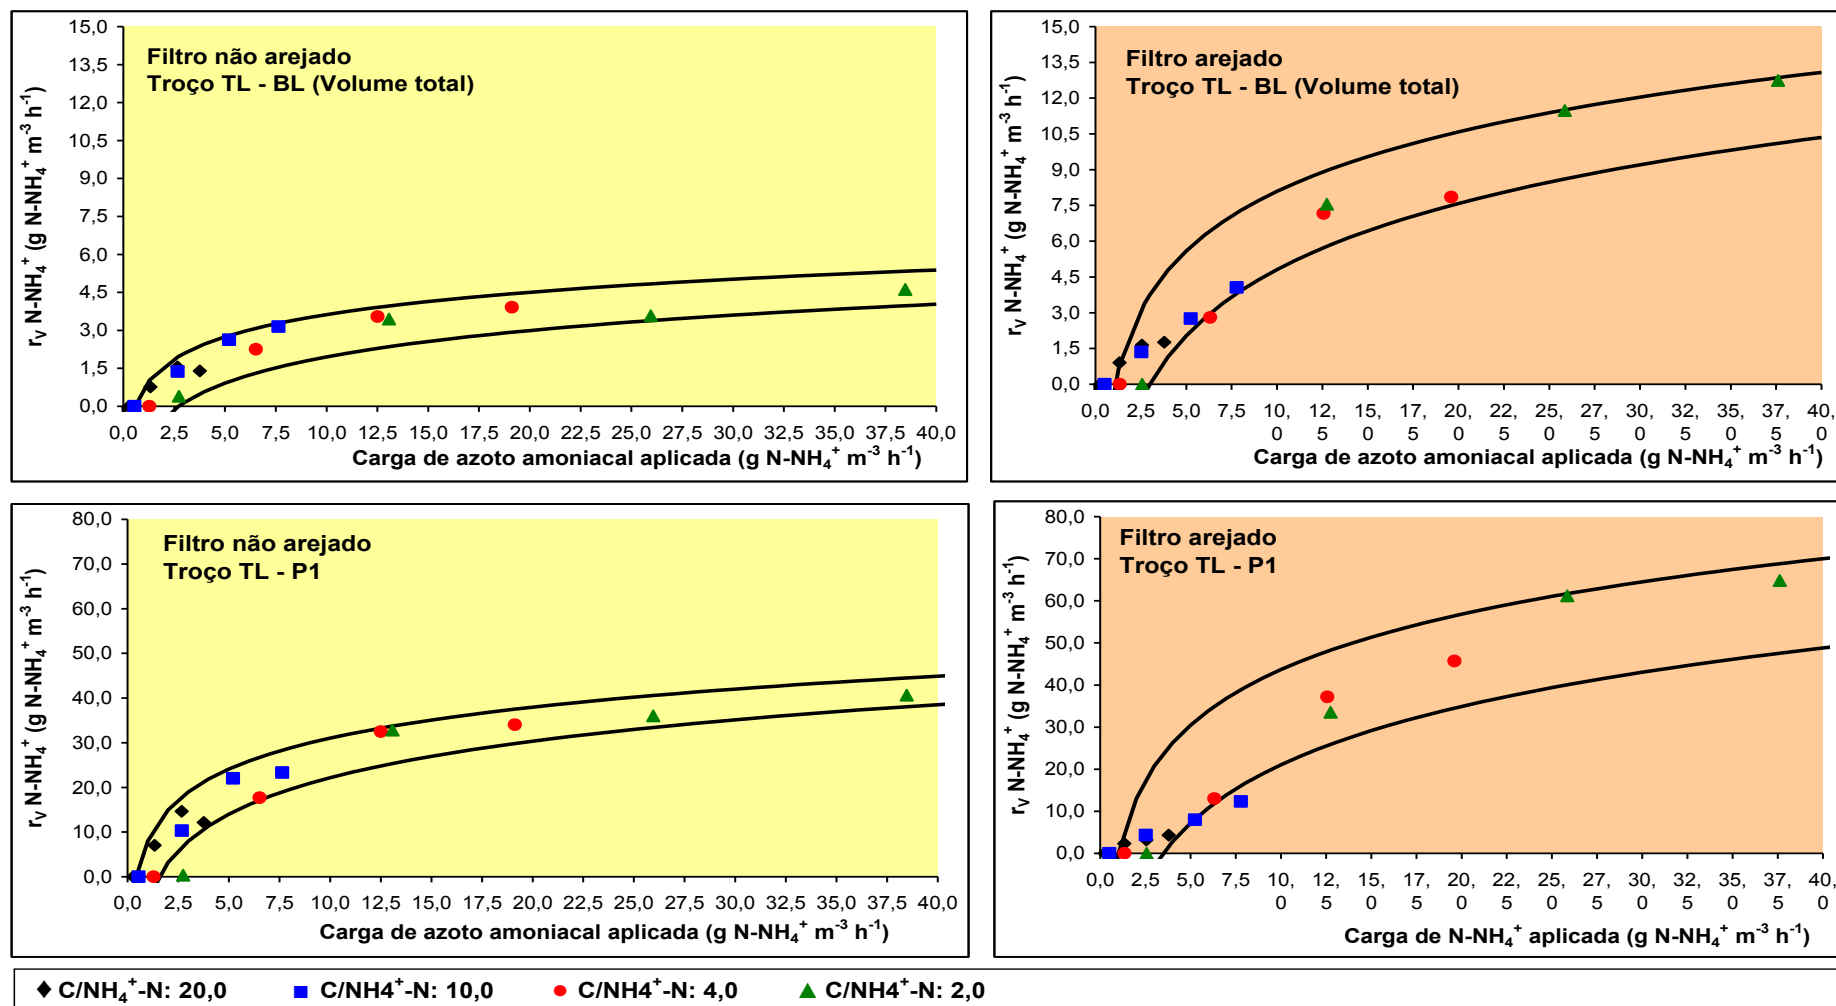 Filtro não arejado
Troço TL - BL (Volume total)
r_V N-NH₄⁺ (g N-NH₄⁺ m⁻³ h⁻¹)
15,0
13,5
12,0
10,5
9,0
7,5
6,0
4,5
3,0
1,5
0,0
0,0 2,5 5,0 7,5 10,0 12,5 15,0 17,5 20,0 22,5 25,0 27,5 30,0 32,5 35,0 37,5 40,0
Carga de azoto amoniacal aplicada (g N-NH₄⁺ m⁻³ h⁻¹)
Filtro arejado
Troço TL - BL (Volume total)
r_V N-NH₄⁺ (g N-NH₄⁺ m⁻³ h⁻¹)
15,0
13,5
12,0
10,5
9,0
7,5
6,0
4,5
3,0
1,5
0,0
0,0 2,5 5,0 7,5 10, 12, 15, 17, 20, 22, 25, 27, 30, 32, 35, 37, 40,
0 5 0 5 0 5 0 5 0 5 0 5 0
Carga de azoto amoniacal aplicada (g N-NH₄⁺ m⁻³ h⁻¹)
Filtro não arejado
Troço TL - P1
r_V N-NH₄⁺ (g N-NH₄⁺ m⁻³ h⁻¹)
80,0
70,0
60,0
50,0
40,0
30,0
20,0
10,0
0,0
0,0 2,5 5,0 7,5 10,0 12,5 15,0 17,5 20,0 22,5 25,0 27,5 30,0 32,5 35,0 37,5 40,0
Carga de azoto amoniacal aplicada (g N-NH₄⁺ m⁻³ h⁻¹)
Filtro arejado
Troço TL - P1
r_V N-NH₄⁺ (g N-NH₄⁺ m⁻³ h⁻¹)
80,0
70,0
60,0
50,0
40,0
30,0
20,0
10,0
0,0
0,0 2,5 5,0 7,5 10, 12, 15, 17, 20, 22, 25, 27, 30, 32, 35, 37, 40,
0 5 0 5 0 5 0 5 0 5 0 5 0
Carga de N-NH₄⁺ aplicada (g N-NH₄⁺ m⁻³ h⁻¹)
C/NH₄⁺-N: 20,0 C/NH4⁺-N: 10,0 C/NH4⁺-N: 4,0 C/NH4⁺-N: 2,0